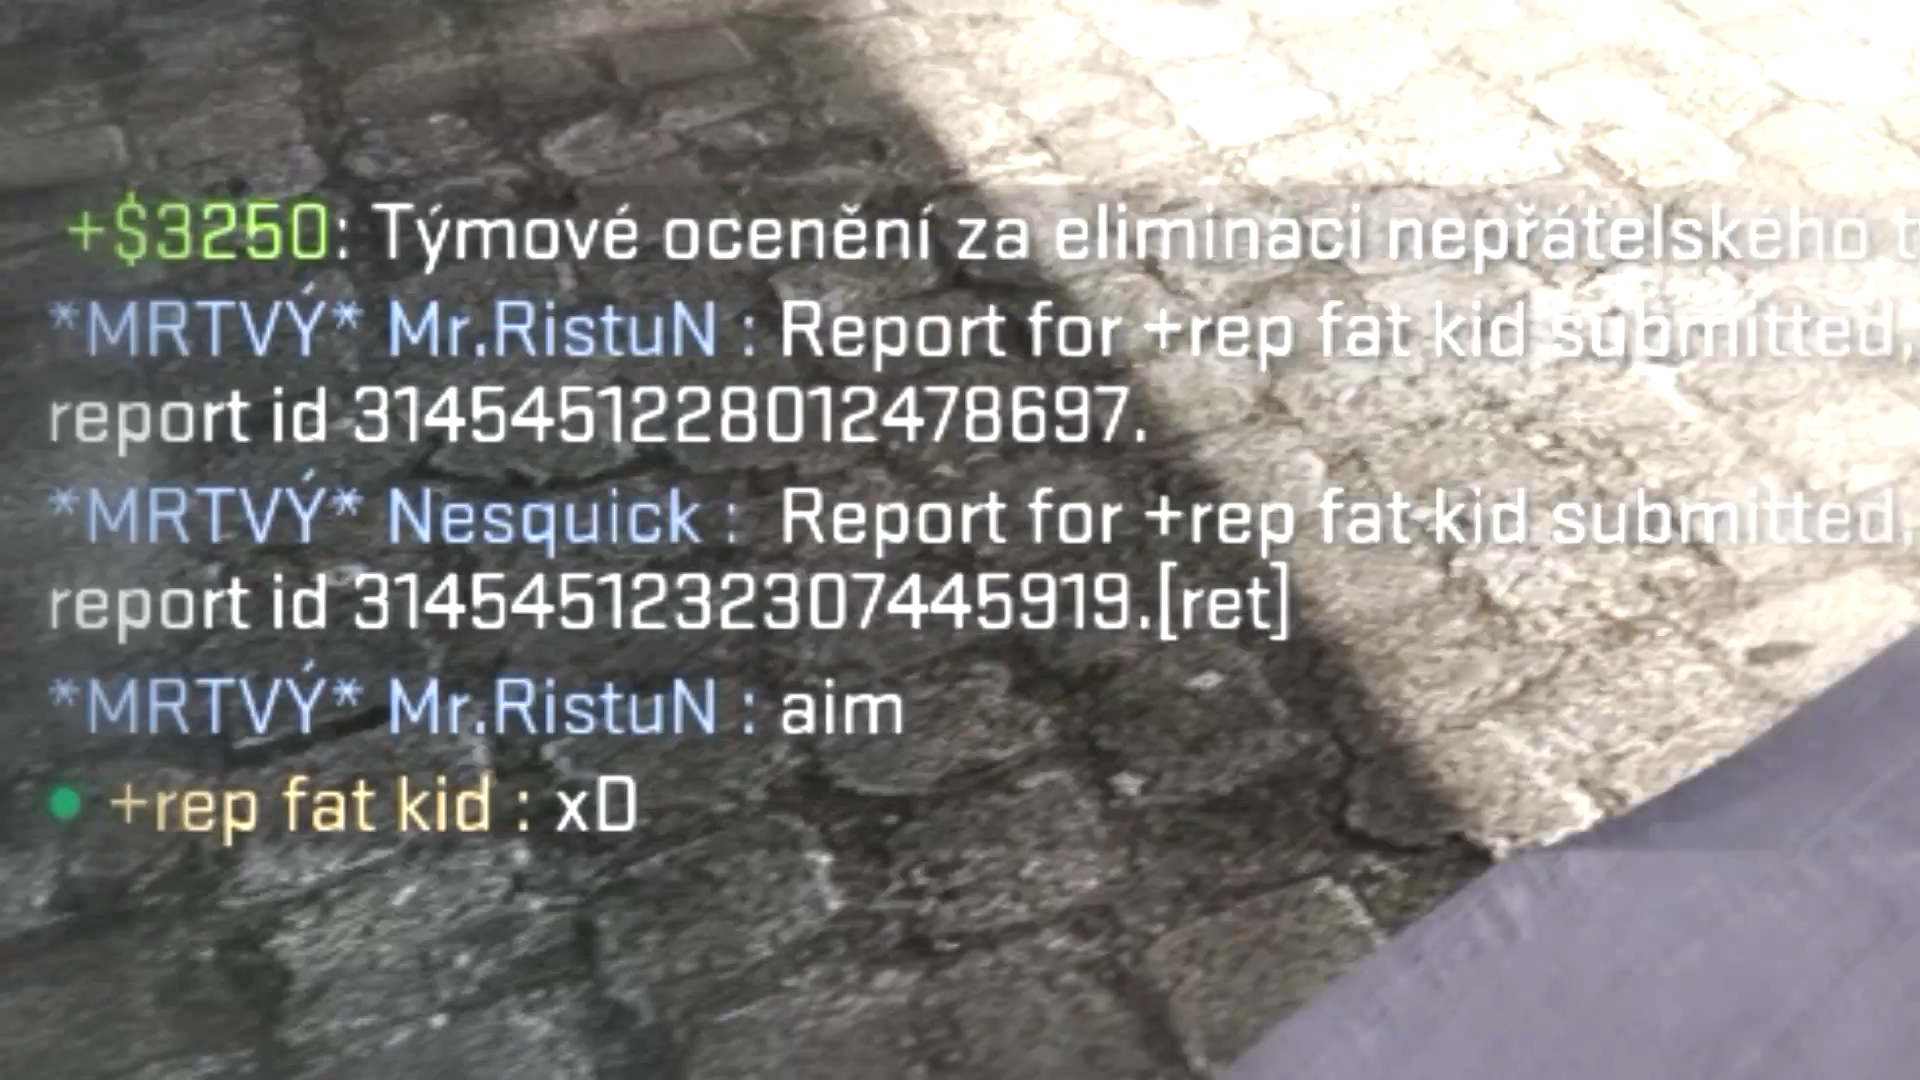 +$3250: Týmové ocenění za eliminaci nepřátelského
*MRTVÝ* Mr.RistuN : Report for +rep fat kid submitted,
report id 3145451228012478697.
*MRTVÝ* Nesquick : Report for +rep fat kid submitted,
report id 3145451232307445919.[ret]
*MRTVÝ* Mr.RistuN : aim
+rep fat kid : xD